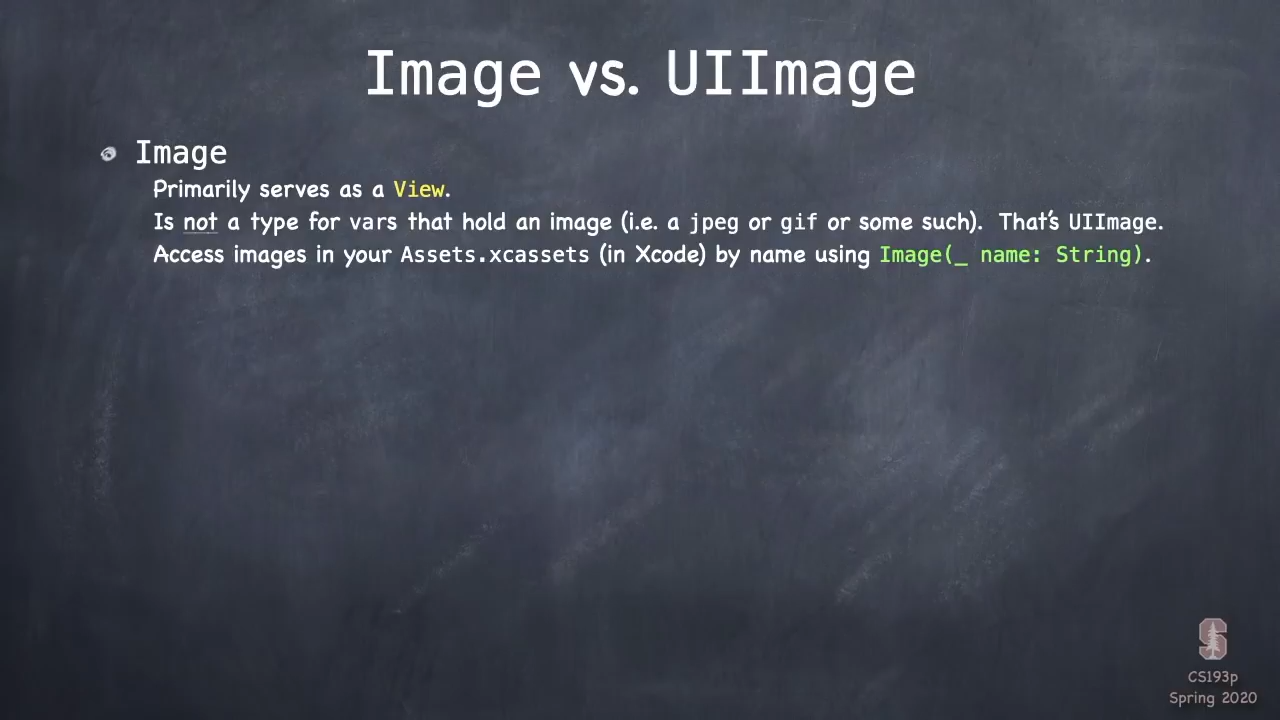 Image vs. UIImage
Image
Primarily serves as a View.
Is not a type for vars that hold an image (i.e. a jpeg or gif or some such).  That's UIImage.
Access images in your Assets.xcassets (in Xcode) by name using Image(_ name: String).
S
CS193p
Spring 2020